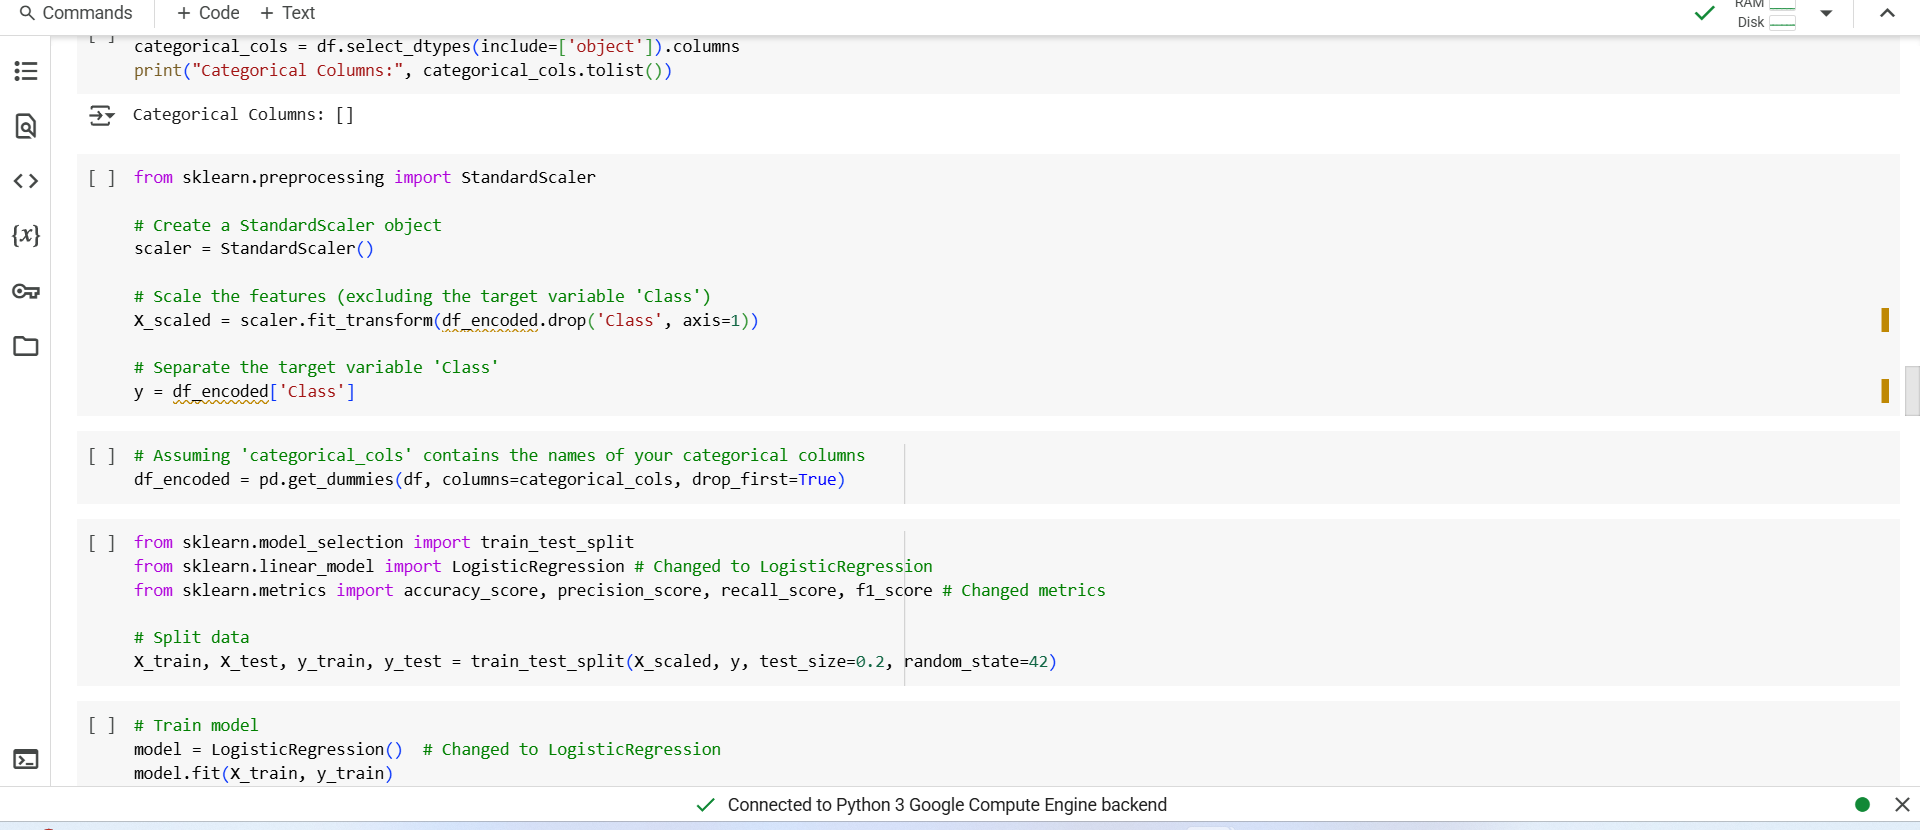 Commands + Code + Text
RAM
Disk
[ ] categorical_cols = df.select_dtypes(include=['object']).columns
print("Categorical Columns:", categorical_cols.tolist())
Categorical Columns: []
[ ] from sklearn.preprocessing import StandardScaler
# Create a StandardScaler object
scaler = StandardScaler()
# Scale the features (excluding the target variable 'Class')
X_scaled = scaler.fit_transform(df_encoded.drop('Class', axis=1))
# Separate the target variable 'Class'
y = df_encoded['Class']
[ ] # Assuming 'categorical_cols' contains the names of your categorical columns
df_encoded = pd.get_dummies(df, columns=categorical_cols, drop_first=True)
[ ] from sklearn.model_selection import train_test_split
from sklearn.linear_model import LogisticRegression # Changed to LogisticRegression
from sklearn.metrics import accuracy_score, precision_score, recall_score, f1_score # Changed metrics
# Split data
X_train, X_test, y_train, y_test = train_test_split(X_scaled, y, test_size=0.2, random_state=42)
[ ] # Train model
model = LogisticRegression()  # Changed to LogisticRegression
model.fit(X_train, y_train)
Connected to Python 3 Google Compute Engine backend